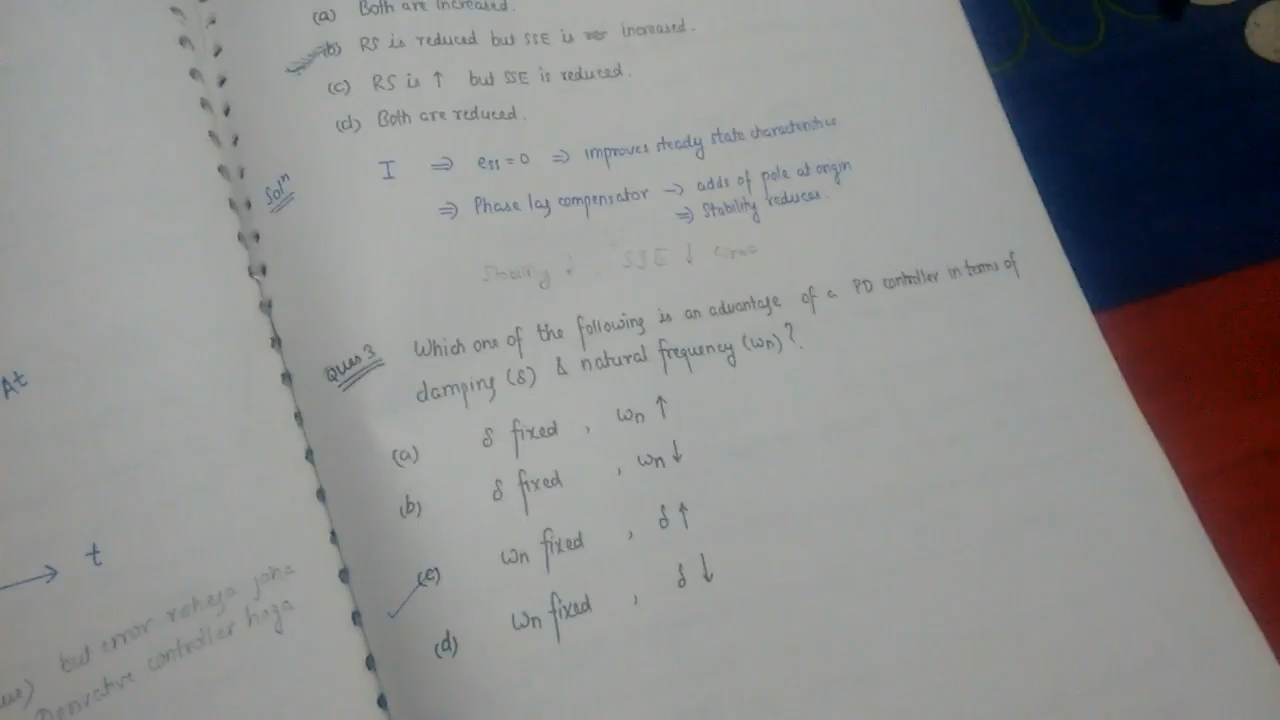 (a) Both are increased.
(b) RS is reduced but SSE is increased.
(c) RS is ↑ but SSE is reduced.
(d) Both are reduced.
Solⁿ I ⇒ ess = 0 ⇒ improves steady state characteristics
⇒ Phase lag compensator → adds of pole at origin
⇒ Stability reduces.
SSE ↓
Ques 3 Which one of the following is an advantage of a PD controller in terms of
damping (δ) & natural frequency (ωn)?
(a) δ fixed , ωn ↑
(b) δ fixed , ωn ↓
(c) ωn fixed , δ ↑
(d) ωn fixed , δ ↓
At
→ t
but error rahega
Derivative controller hoga